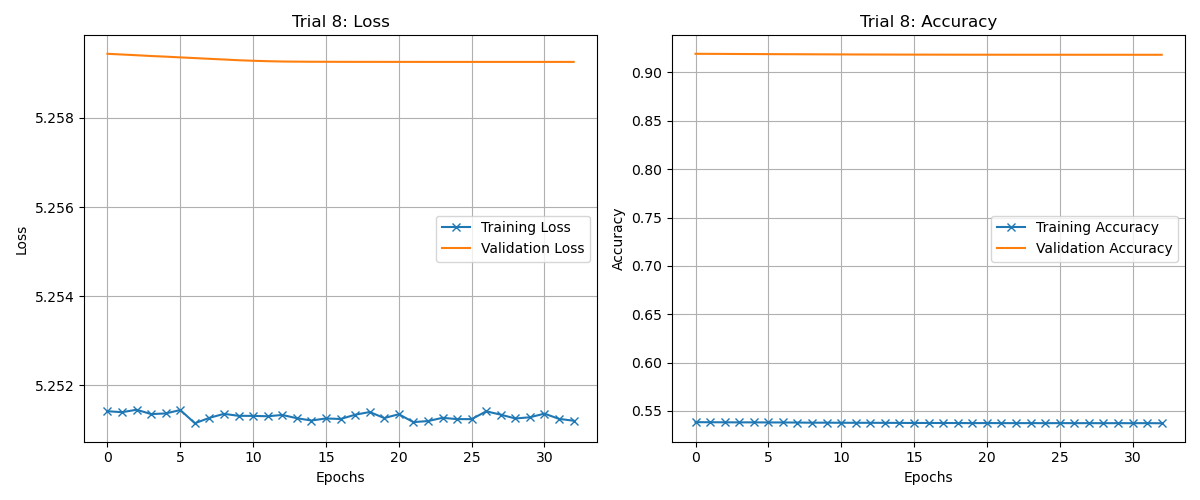 Trial 8: Loss
Loss
5.258
5.256
5.254
5.252
0 5 10 15 20 25 30
Epochs
Training Loss
Validation Loss
Trial 8: Accuracy
Accuracy
0.90
0.85
0.80
0.75
0.70
0.65
0.60
0.55
0 5 10 15 20 25 30
Epochs
Training Accuracy
Validation Accuracy